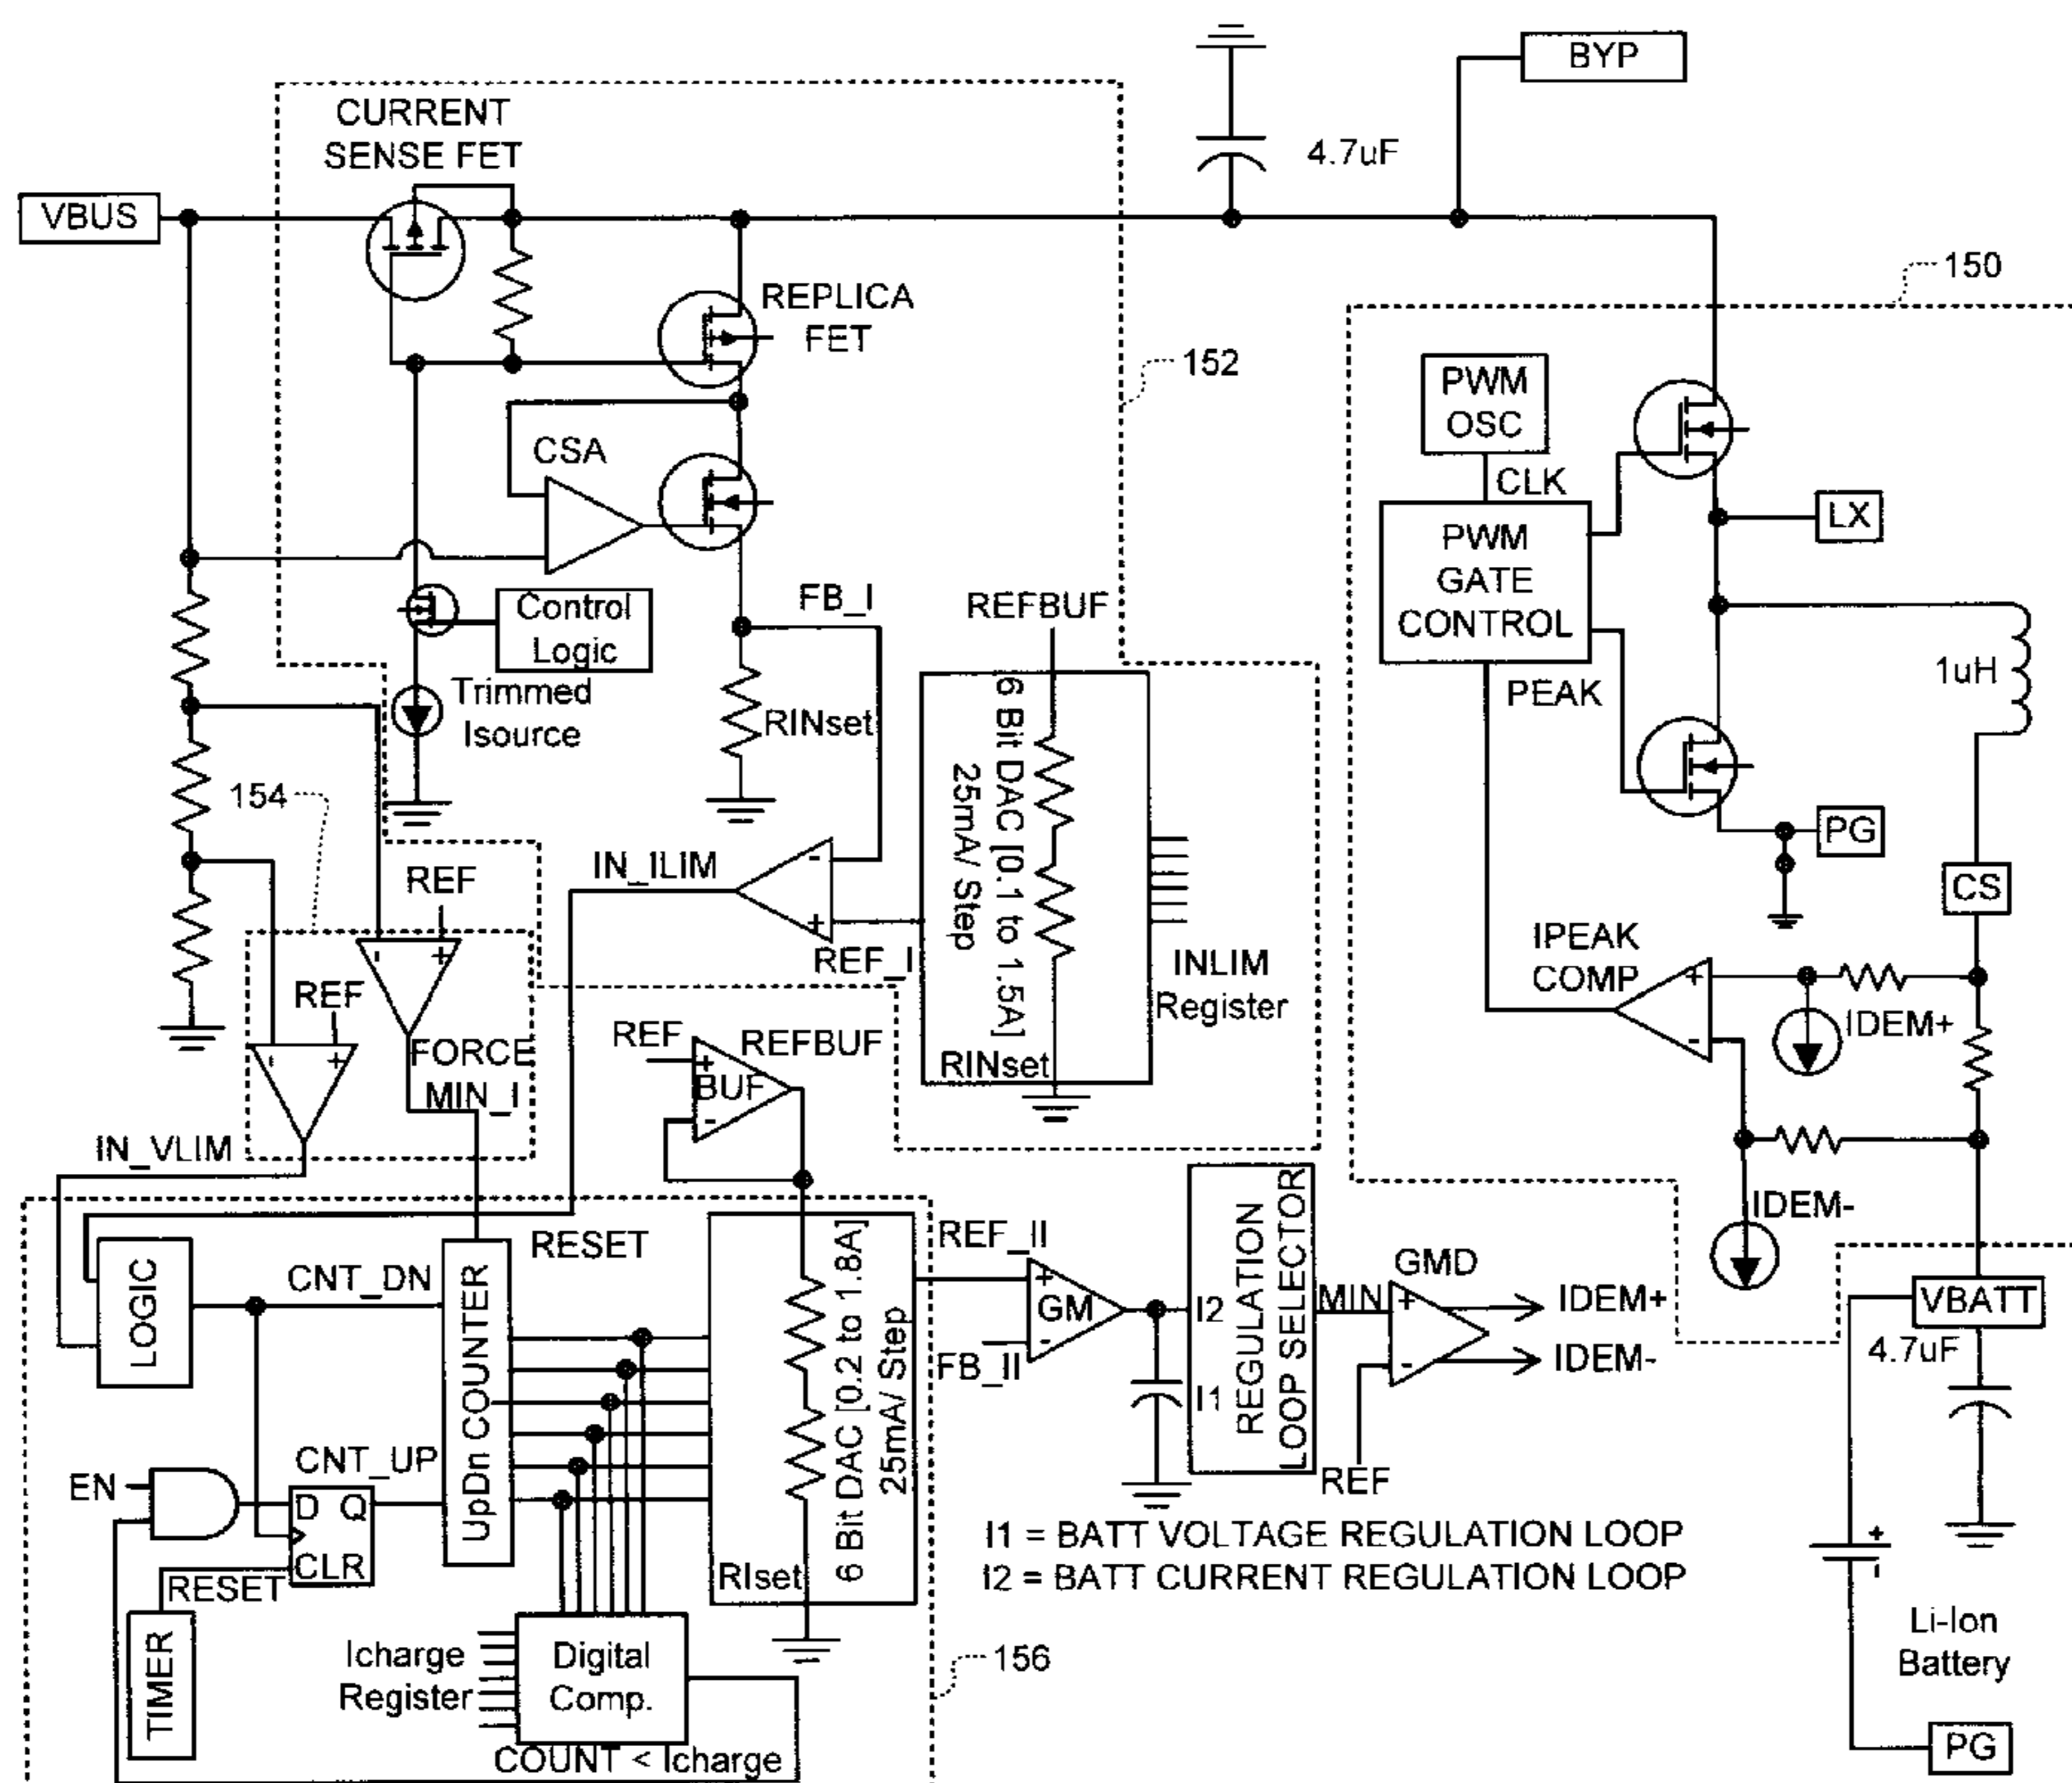 BYP
CURRENT
SENSE FET
4.7uF
VBUS
150
REPLICA
FET
152
PWM
OSC
CSA
CLK
LX
PWM
GATE
CONTROL
FB_I
REFBUF
Control
Logic
1uH
PEAK
Trimmed
Isource
RINset
6 Bit DAC [0.1 to 1.5A]
25mA/ Step
154
PG
IN_ILIM
REF
-
+
CS
REF_I
IPEAK
COMP
INLIM
Register
- +
REF
+
-
IDEM+
REF
REFBUF
FORCE
MIN_I
- +
+
BUF
-
RINset
IN_VLIM
IDEM-
RESET
REF_II
REGULATION
LOOP SELECTOR
GMD
LOGIC
CNT_DN
UpDn COUNTER
6 Bit DAC [0.2 to 1.8A]
25mA/ Step
+
GM
-
I2
MIN
+
-
IDEM+
VBATT
FB_II
IDEM-
4.7uF
I1
CNT_UP
EN
D Q
REF
CLR
I1 = BATT VOLTAGE REGULATION LOOP
+
-
RESET
RIset
I2 = BATT CURRENT REGULATION LOOP
TIMER
Icharge
Register
Digital
Comp.
156
Li-Ion
Battery
COUNT < Icharge
PG